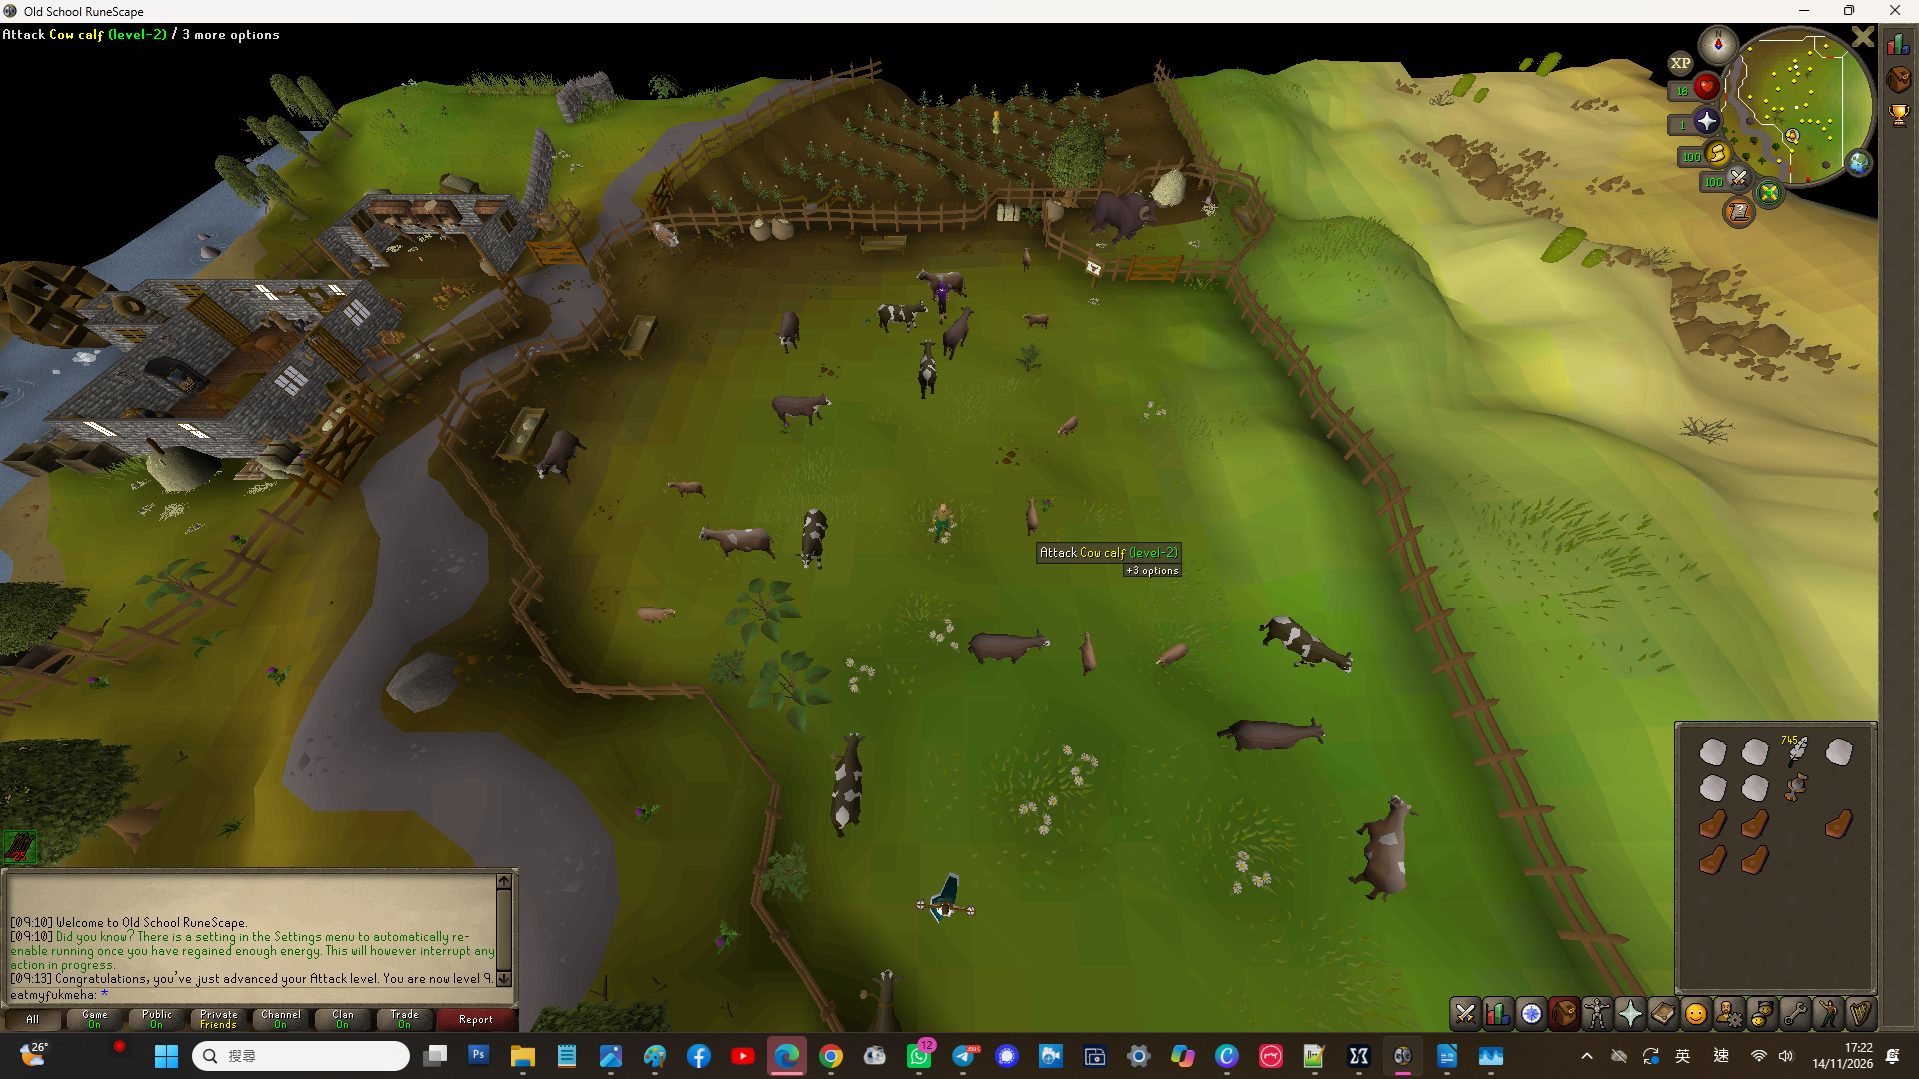 Old School RuneScape
Attack Cow calf (level-2) / 3 more options
N
XP
16
1
100
100
Attack Cow calf (level-2)
+3 options
745
[09:10] Welcome to Old School RuneScape.
[09:10] Did you know? There is a setting in the Settings menu to automatically re-
enable running once you have regained enough energy. This will however interrupt any
action in progress.
[09:13] Congratulations, you've just advanced your Attack level. You are now level 9.
eatmyfukmeha: *
All
Game
On
Public
On
Private
Friends
Channel
On
Clan
On
Trade
On
Report
26°
搜尋
Ps
12
英
速
17:22
14/11/2026